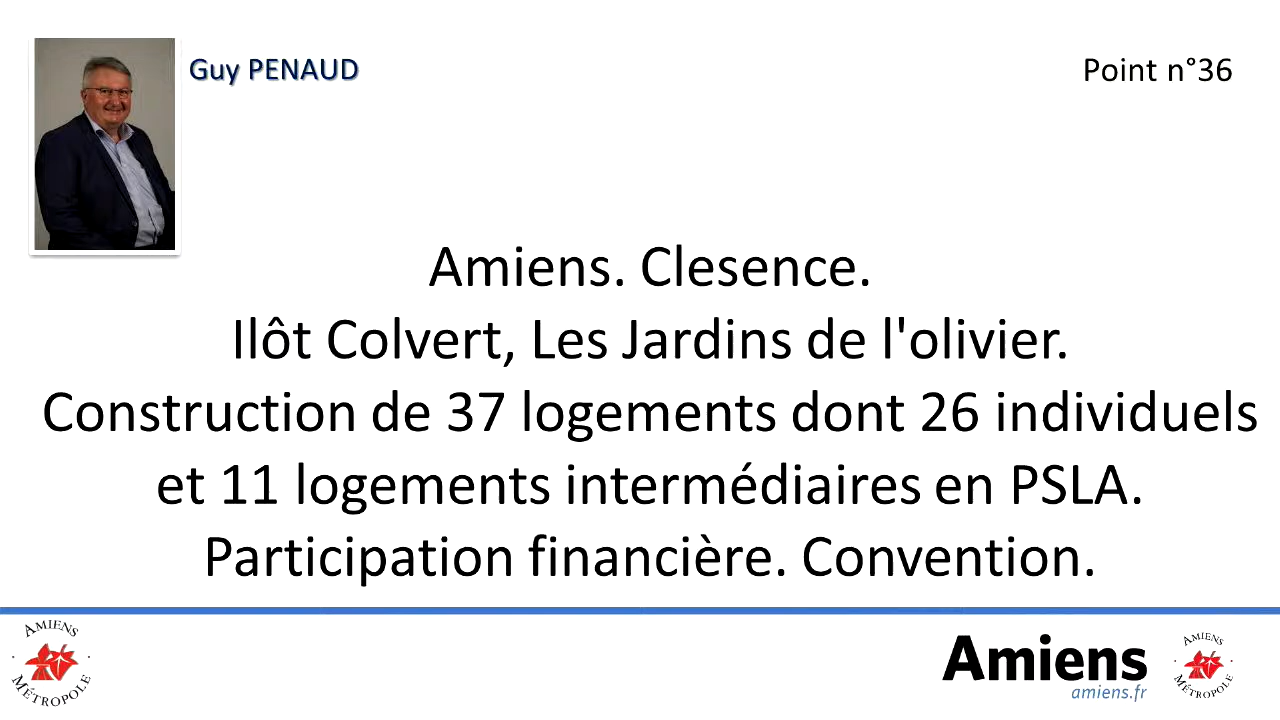 Guy PENAUD
Point n°36
Amiens. Clesence.
Ilôt Colvert, Les Jardins de l'olivier.
Construction de 37 logements dont 26 individuels
et 11 logements intermédiaires en PSLA.
Participation financière. Convention.
AMIENS
MÉTROPOLE
Amiens
amiens.fr
AMIENS
MÉTROPOLE